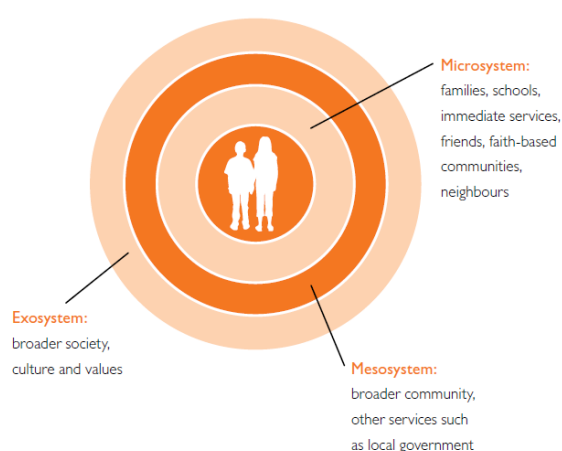 Microsystem:
families, schools,
immediate services,
friends, faith-based
communities,
neighbours
Exosystem:
broader society,
culture and values
Mesosystem:
broader community,
other services such
as local government